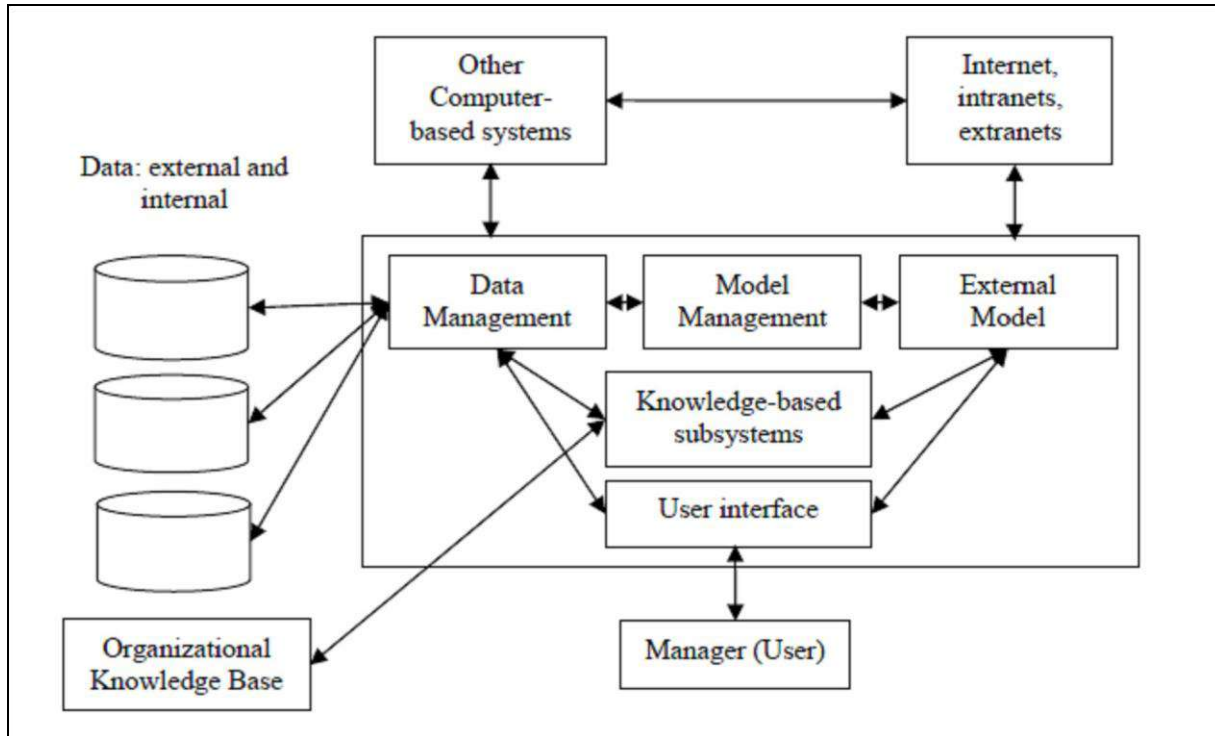 Other
Computer-
based systems
Internet,
intranets,
extranets
Data: external and
internal
Data
Management
Model
Management
External
Model
Knowledge-based
subsystems
User interface
Organizational
Knowledge Base
Manager (User)